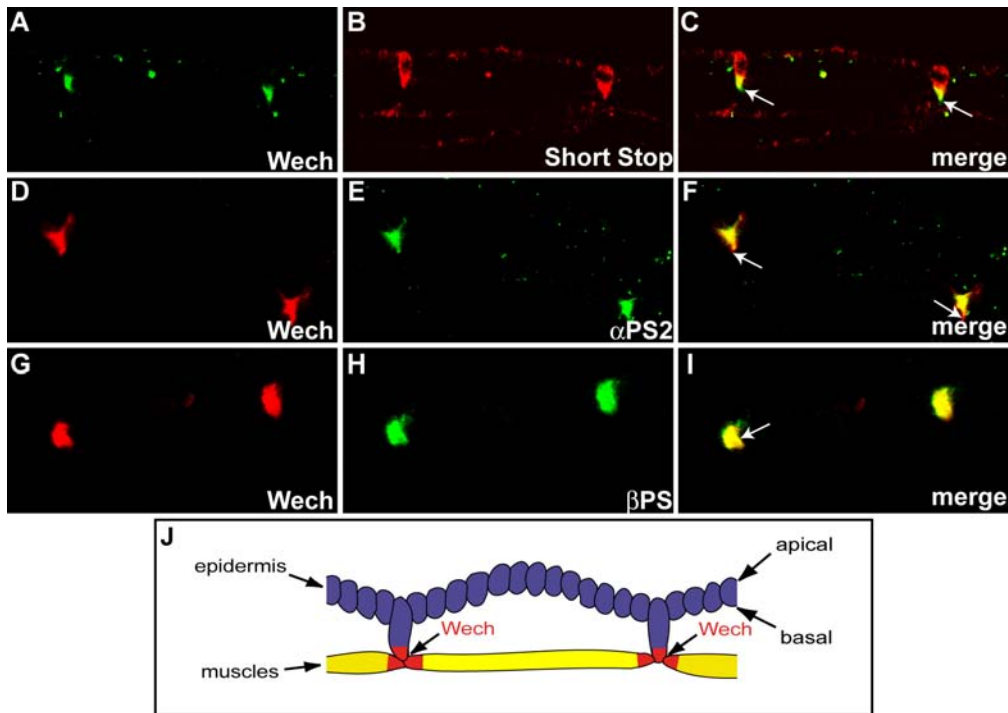 A
Wech
B
Short Stop
C
merge
D
Wech
E
αPS2
F
merge
G
Wech
H
βPS
I
merge
J
epidermis
apical
Wech
Wech
basal
muscles